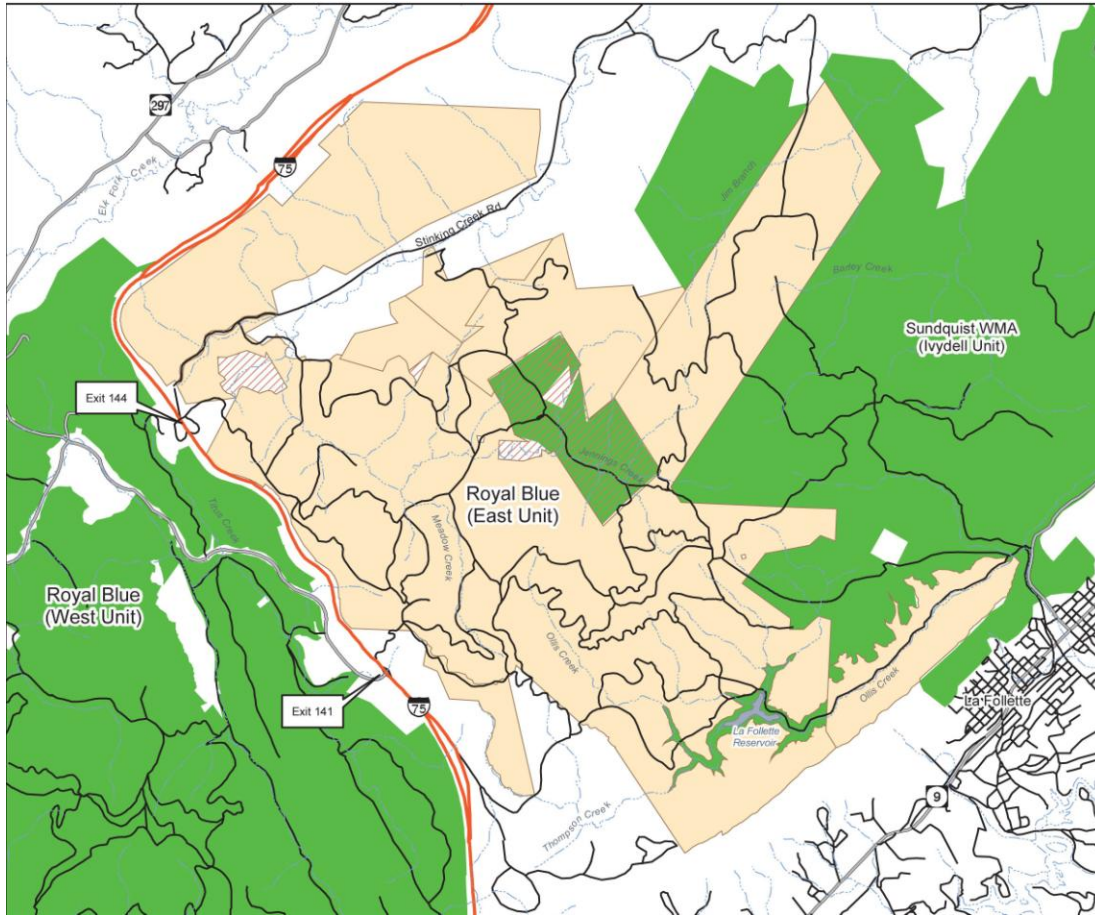 297
Elk Fork Creek
75
Stinking Creek Rd
Jim Branch
Bailey Creek
Sundquist WMA
(Ivydell Unit)
Exit 144
Jennings Creek
Royal Blue
(East Unit)
Meadow Creek
Titus Creek
Royal Blue
(West Unit)
Ollis Creek
Ollis Creek
La Follette
Exit 141
75
La Follette
Reservoir
9
Thompson Creek